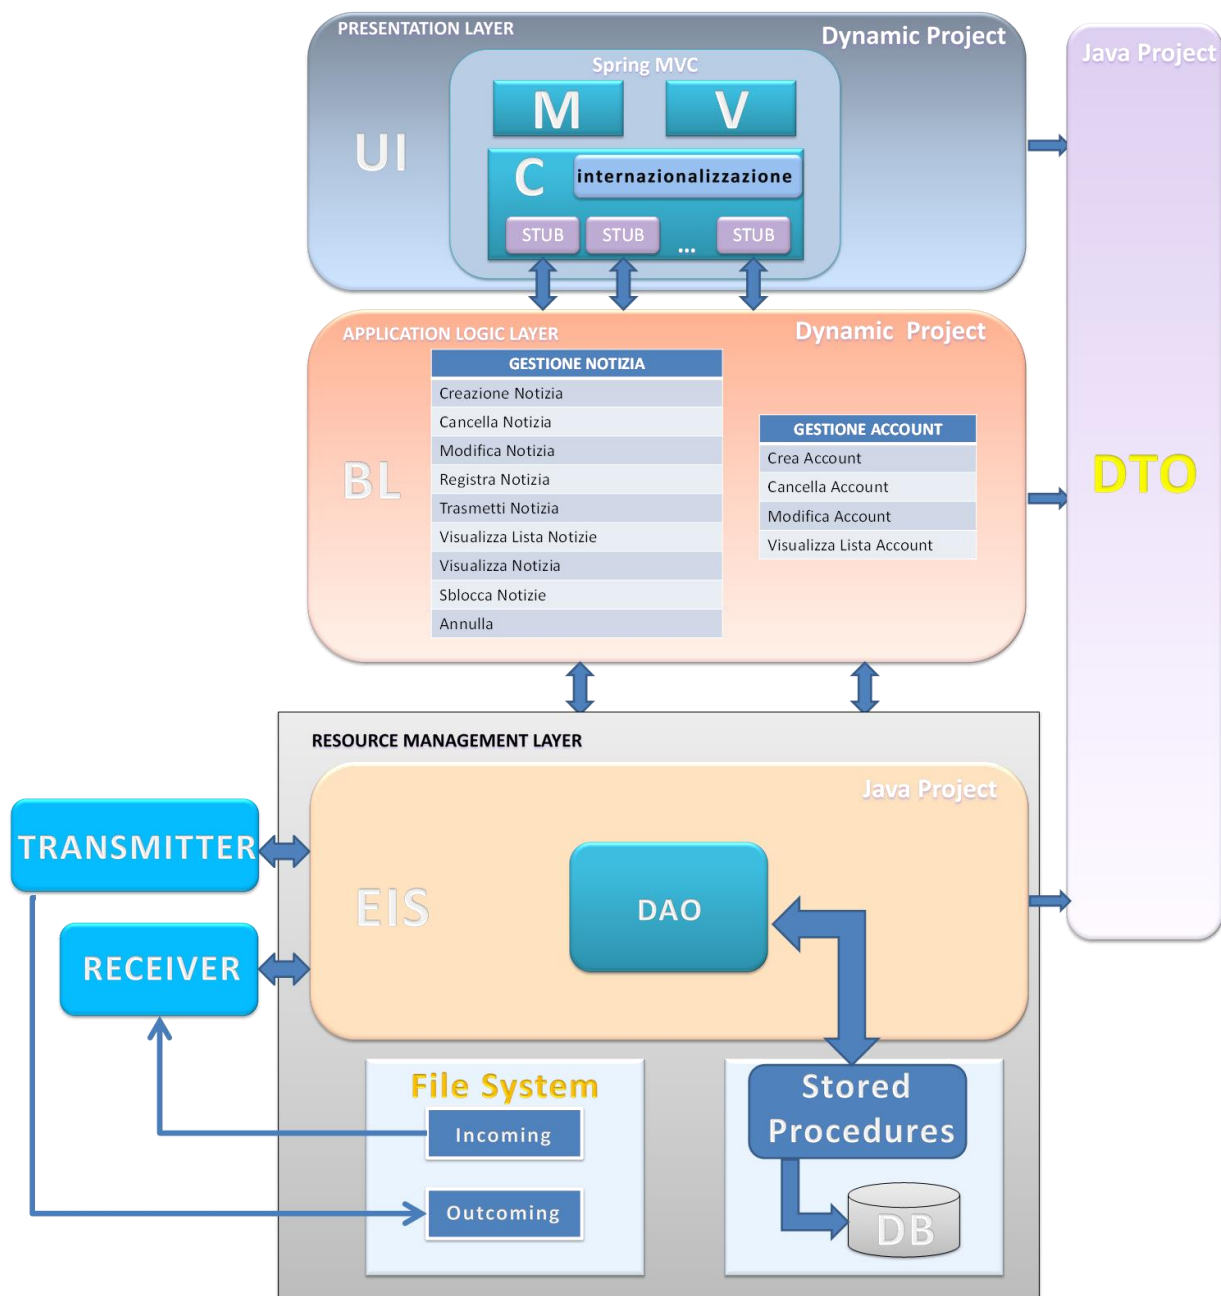 PRESENTATION LAYER
Dynamic Project
Java Project
Spring MVC
M
V
UI
C
internazionalizzazione
STUB
STUB
...
STUB
APPLICATION LOGIC LAYER
Dynamic Project
GESTIONE NOTIZIA
Creazione Notizia
Cancella Notizia
Modifica Notizia
Registra Notizia
Trasmetti Notizia
Visualizza Lista Notizie
Visualizza Notizia
Sblocca Notizie
Annulla
BL
GESTIONE ACCOUNT
Crea Account
Cancella Account
Modifica Account
Visualizza Lista Account
DTO
RESOURCE MANAGEMENT LAYER
Java Project
TRANSMITTER
EIS
DAO
RECEIVER
File System
Incoming
Outcoming
Stored
Procedures
DB